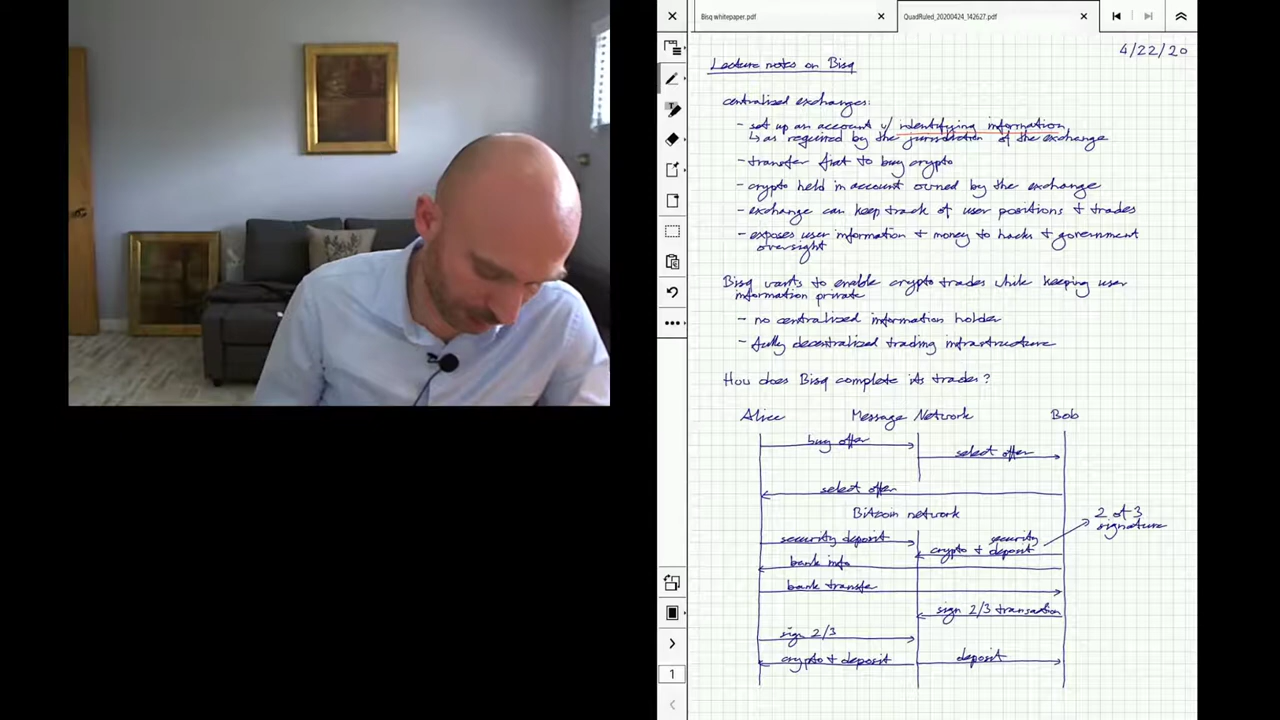 Bisq whitepaper.pdf
QuadRuled_20200424_142627.pdf
4/22/20
Lecture notes on Bisq
centralized exchanges:
- set up an account w/ identifying information
↳ as required by the jurisdiction of the exchange
- transfer fiat to buy crypto
- crypto held in account owned by the exchange
- exchange can keep track of user positions + trades
- exposes user information + money to hacks + government
oversight
Bisq wants to enable crypto trades while keeping user
information private
- no centralized information holder
- fully decentralized trading infrastructure
How does Bisq complete its trades?
Alice Message Network Bob
buy offer
select offer
select offer
Bitcoin network
2 of 3
signature
security deposit
security
crypto + deposit
bank info
bank transfer
sign 2/3 transaction
sign 2/3
crypto + deposit
deposit
1